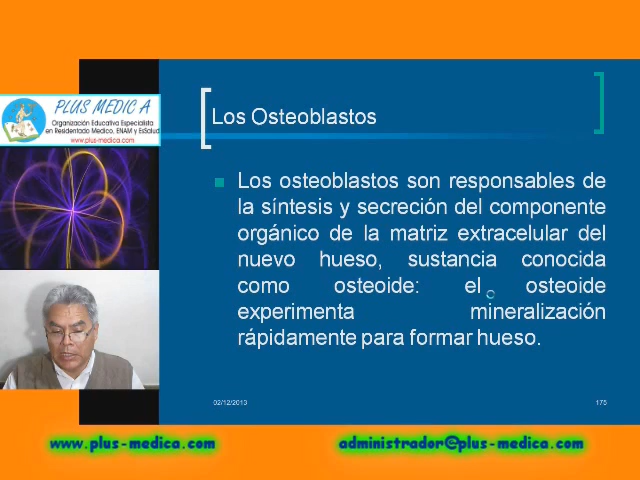 PLUS MEDIC A
Organización Educativa Especialista
en Residentado Medico, ENAM y EsSalud
www.plus-medica.com
Los Osteoblastos
Los osteoblastos son responsables de
la síntesis y secreción del componente
orgánico de la matriz extracelular del
nuevo hueso, sustancia conocida
como osteoide: el osteoide
experimenta mineralización
rápidamente para formar hueso.
02/12/2013
175
www.plus-medica.com
administrador@plus-medica.com